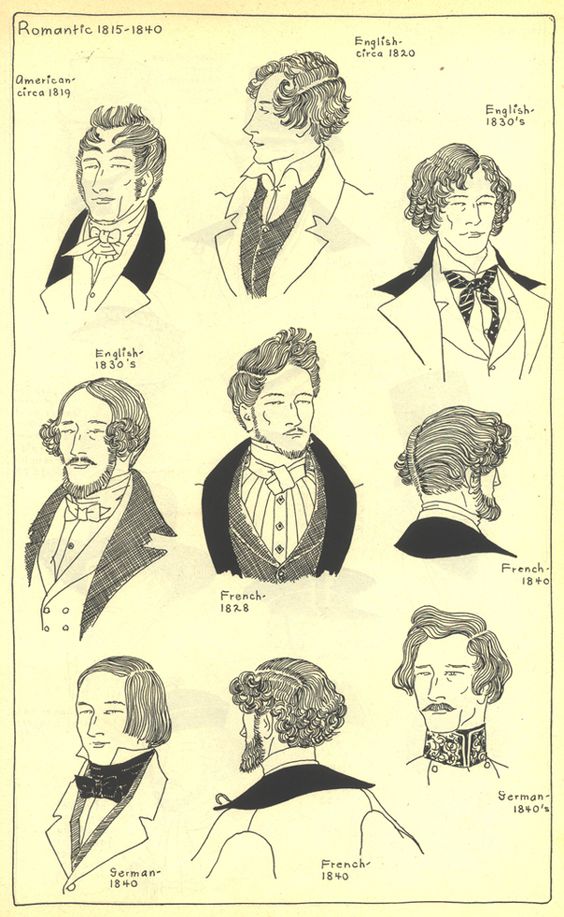 Romantic 1815-1840
American-
circa 1819
English-
circa 1820
English-
1830's
English-
1830's
French-
1828
French-
1840
German-
1840
French-
1840
German-
1840's